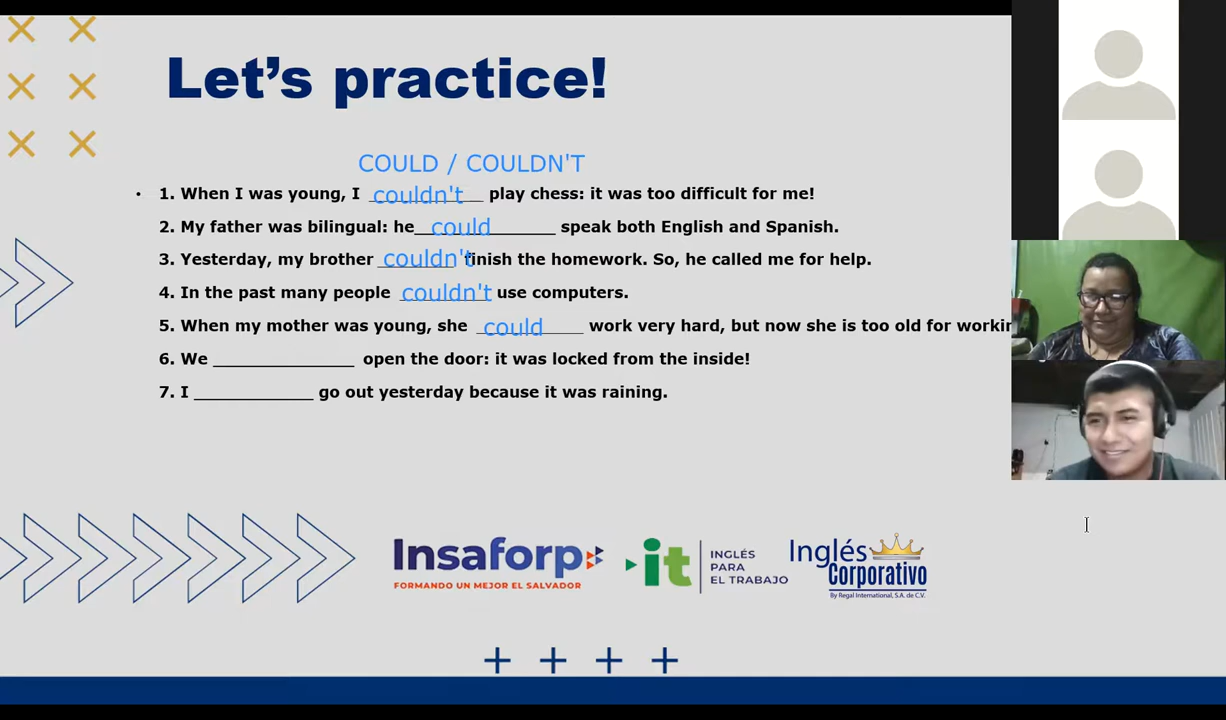 Let's practice!
COULD / COULDN'T
• 1. When I was young, I couldn't play chess: it was too difficult for me!
2. My father was bilingual: he could speak both English and Spanish.
3. Yesterday, my brother couldn't finish the homework. So, he called me for help.
4. In the past many people couldn't use computers.
5. When my mother was young, she could work very hard, but now she is too old for workin
6. We ______________ open the door: it was locked from the inside!
7. I ____________ go out yesterday because it was raining.
Insaforp
FORMANDO UN MEJOR EL SALVADOR
it
INGLÉS
PARA
EL TRABAJO
Inglés
Corporativo
By Regal International, S.A. de C.V.